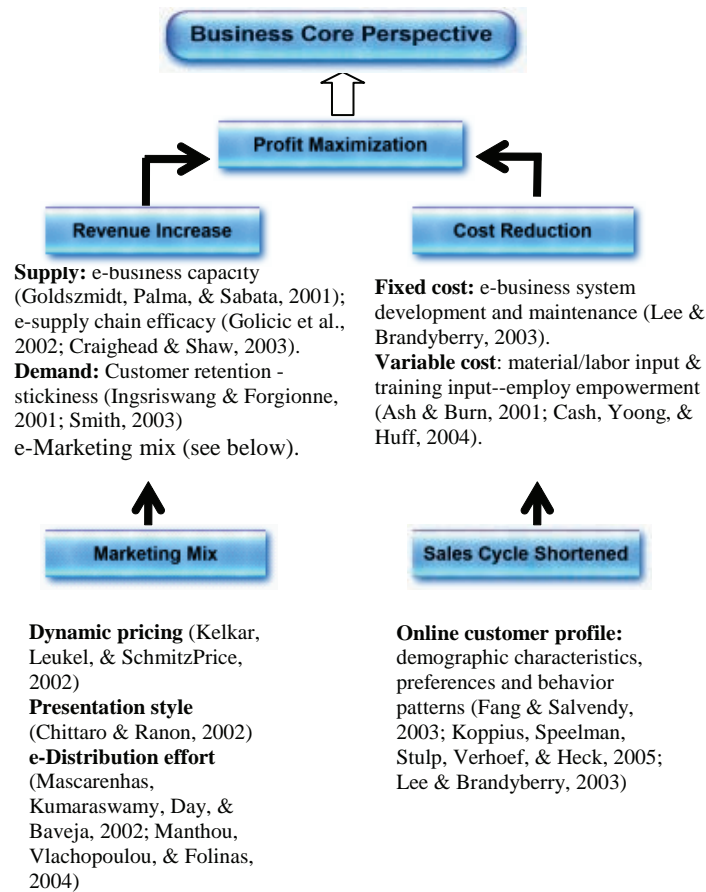 Business Core Perspective
Profit Maximization
Revenue Increase
Supply: e-business capacity
(Goldszmidt, Palma, & Sabata, 2001);
e-supply chain efficacy (Golicic et al.,
2002; Craighead & Shaw, 2003).
Demand: Customer retention -
stickiness (Ingsriswang & Forgionne,
2001; Smith, 2003)
e-Marketing mix (see below).
Cost Reduction
Fixed cost: e-business system
development and maintenance (Lee &
Brandyberry, 2003).
Variable cost: material/labor input &
training input--employ empowerment
(Ash & Burn, 2001; Cash, Yoong, &
Huff, 2004).
Marketing Mix
Dynamic pricing (Kelkar,
Leukel, & SchmitzPrice,
2002)
Presentation style
(Chittaro & Ranon, 2002)
e-Distribution effort
(Mascarenhas,
Kumaraswamy, Day, &
Baveja, 2002; Manthou,
Vlachopoulou, & Folinas,
2004)
Sales Cycle Shortened
Online customer profile:
demographic characteristics,
preferences and behavior
patterns (Fang & Salvendy,
2003; Koppius, Speelman,
Stulp, Verhoef, & Heck, 2005;
Lee & Brandyberry, 2003)